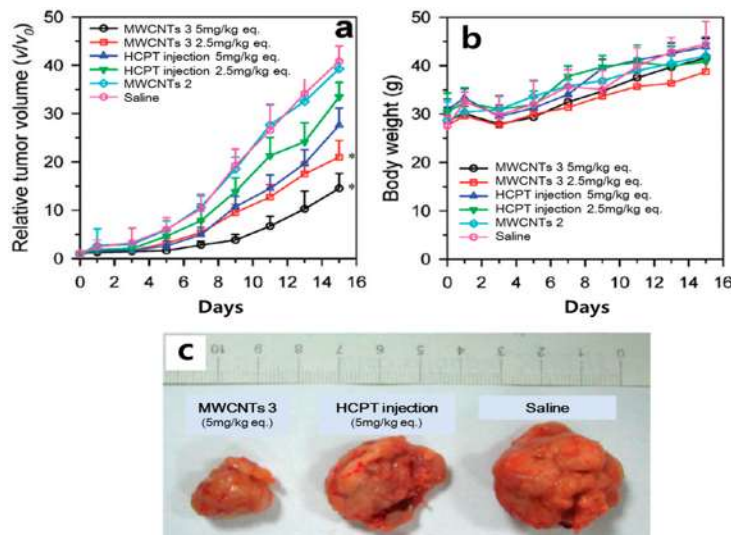 a
MWCNTs 3 5mg/kg eq.
MWCNTs 3 2.5mg/kg eq.
HCPT injection 5mg/kg eq.
HCPT injection 2.5mg/kg eq.
MWCNTs 2
Saline
Relative tumor volume (v/v₀)
50
40
30
20
10
0
* 
*
0 2 4 6 8 10 12 14 16
Days
b
Body weight (g)
50
40
30
20
10
0
MWCNTs 3 5mg/kg eq.
MWCNTs 3 2.5mg/kg eq.
HCPT injection 5mg/kg eq.
HCPT injection 2.5mg/kg eq.
MWCNTs 2
Saline
0 2 4 6 8 10 12 14 16
Days
c
10 9 8 7 6 5 4 3 2 1 0
MWCNTs 3
(5mg/kg eq.)
HCPT injection
(5mg/kg eq.)
Saline